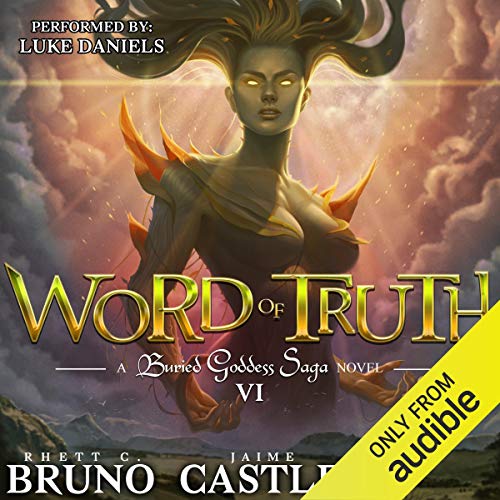 PERFORMED BY:
LUKE DANIELS
WORD OF TRUTH
A Buried Goddess Saga NOVEL
VI
RHETT C. JAIME
BRUNO CASTLE
ONLY FROM
audible